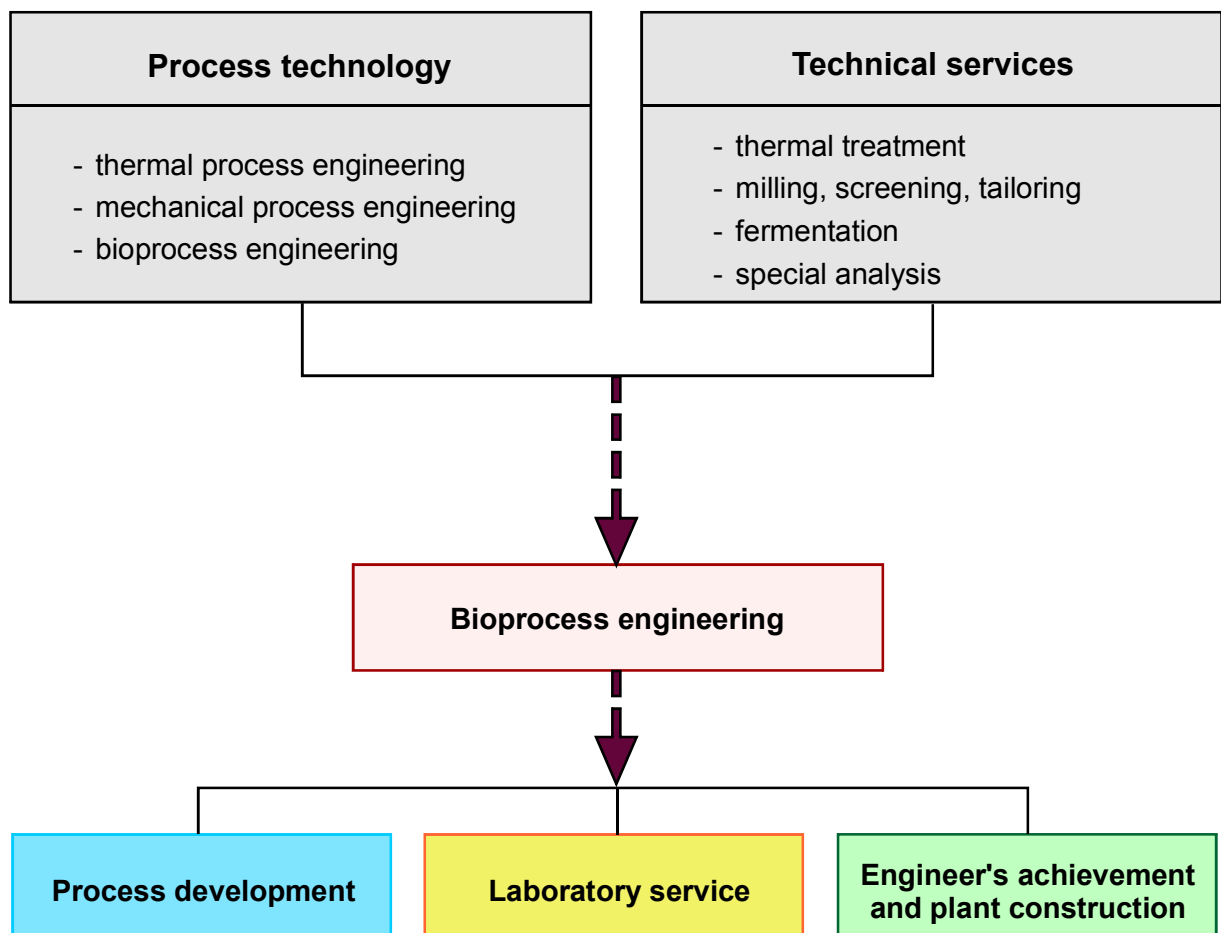 Process technology
- thermal process engineering
- mechanical process engineering
- bioprocess engineering
Technical services
- thermal treatment
- milling, screening, tailoring
- fermentation
- special analysis
Bioprocess engineering
Process development
Laboratory service
Engineer's achievement
and plant construction